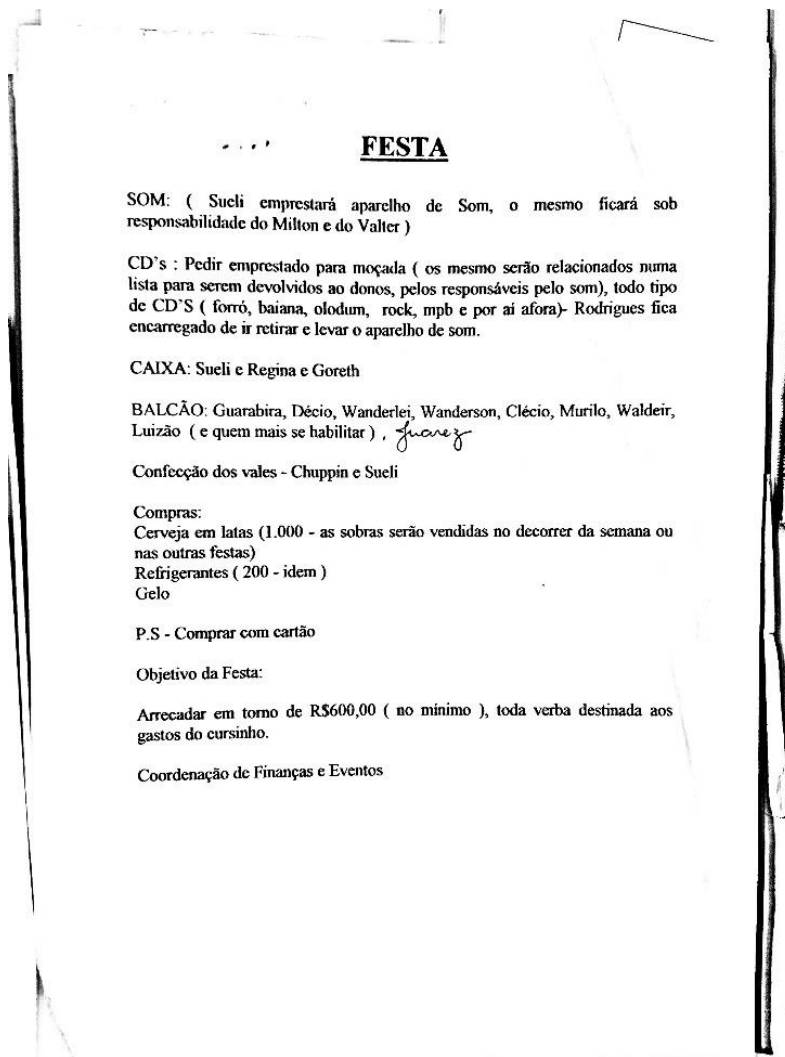 FESTA
SOM: ( Sueli emprestará aparelho de Som, o mesmo ficará sob
responsabilidade do Milton e do Valter )
CD's : Pedir emprestado para moçada ( os mesmo serão relacionados numa
lista para serem devolvidos ao donos, pelos responsáveis pelo som), todo tipo
de CD'S ( forró, baiana, olodum, rock, mpb e por aí afora)- Rodrigues fica
encarregado de ir retirar e levar o aparelho de som.
CAIXA: Sueli e Regina e Goreth
BALCÃO: Guarabira, Décio, Wanderlei, Wanderson, Clécio, Murilo, Waldeir,
Luizão ( e quem mais se habilitar ) , Juarez
Confecção dos vales - Chuppin e Sueli
Compras:
Cerveja em latas (1.000 - as sobras serão vendidas no decorrer da semana ou
nas outras festas)
Refrigerantes ( 200 - idem )
Gelo
P.S - Comprar com cartão
Objetivo da Festa:
Arrecadar em torno de R$600,00 ( no mínimo ), toda verba destinada aos
gastos do cursinho.
Coordenação de Finanças e Eventos